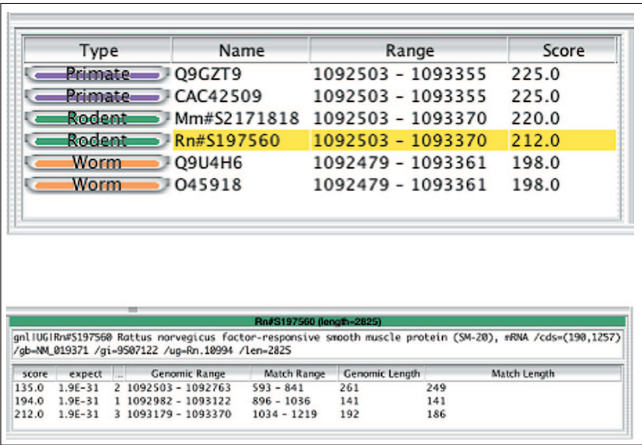 Type Name Range Score
Primate Q9GZT9 1092503 - 1093355 225.0
Primate CAC42509 1092503 - 1093355 225.0
Rodent Mm#S2171818 1092503 - 1093370 220.0
Rodent Rn#S197560 1092503 - 1093370 212.0
Worm Q9U4H6 1092479 - 1093361 198.0
Worm O45918 1092479 - 1093361 198.0
Rn#S197560 (length=2825)
gnl|UG|Rn#S197560 Rattus norvegicus factor-responsive smooth muscle protein (SM-20), mRNA /cds=(190,1257)
/gb=NM_019371 /gi=9507122 /ug=Rn.10994 /len=2825
score expect ... Genomic Range Match Range Genomic Length Match Length
135.0 1.9E-31 2 1092503 - 1092763 593 - 841 261 249
194.0 1.9E-31 1 1092982 - 1093122 896 - 1036 141 141
212.0 1.9E-31 3 1093179 - 1093370 1034 - 1219 192 186